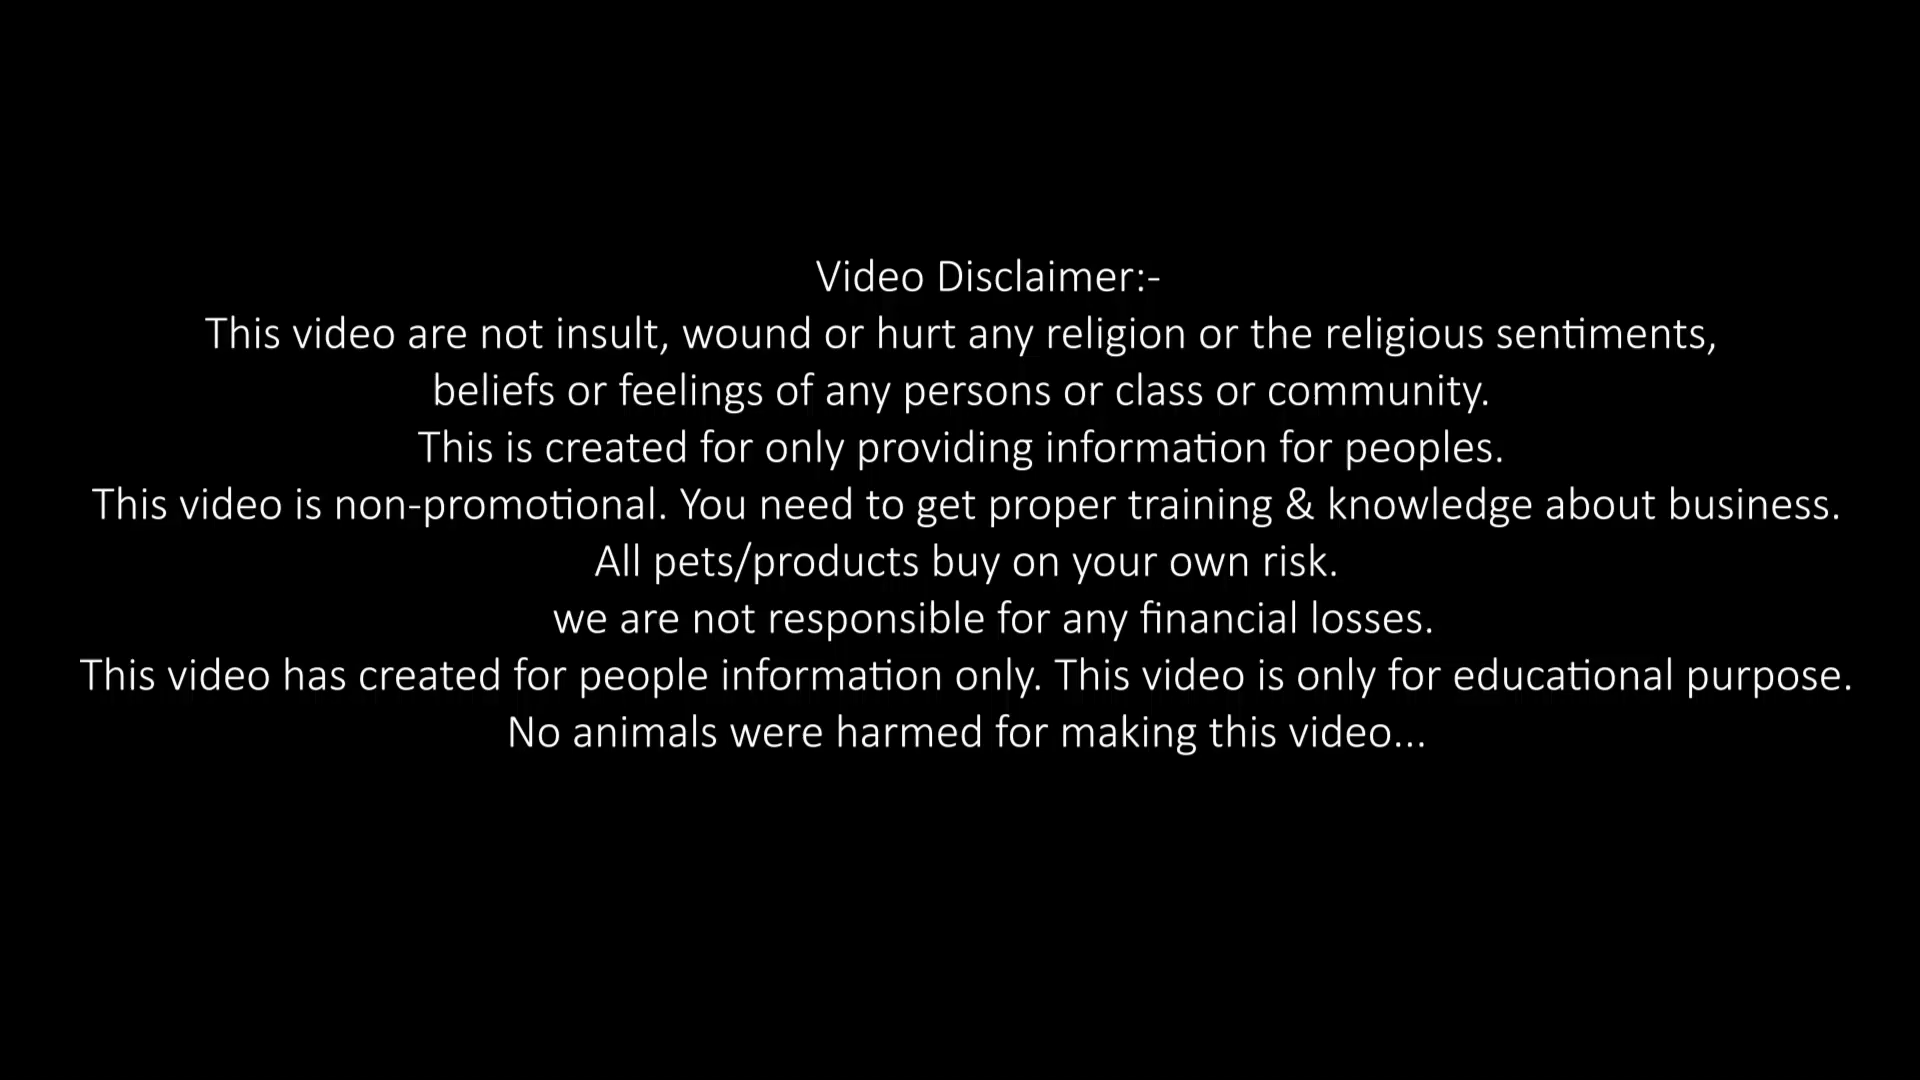 Video Disclaimer:-
This video are not insult, wound or hurt any religion or the religious sentiments,
beliefs or feelings of any persons or class or community.
This is created for only providing information for peoples.
This video is non-promotional. You need to get proper training & knowledge about business.
All pets/products buy on your own risk.
we are not responsible for any financial losses.
This video has created for people information only. This video is only for educational purpose.
No animals were harmed for making this video...